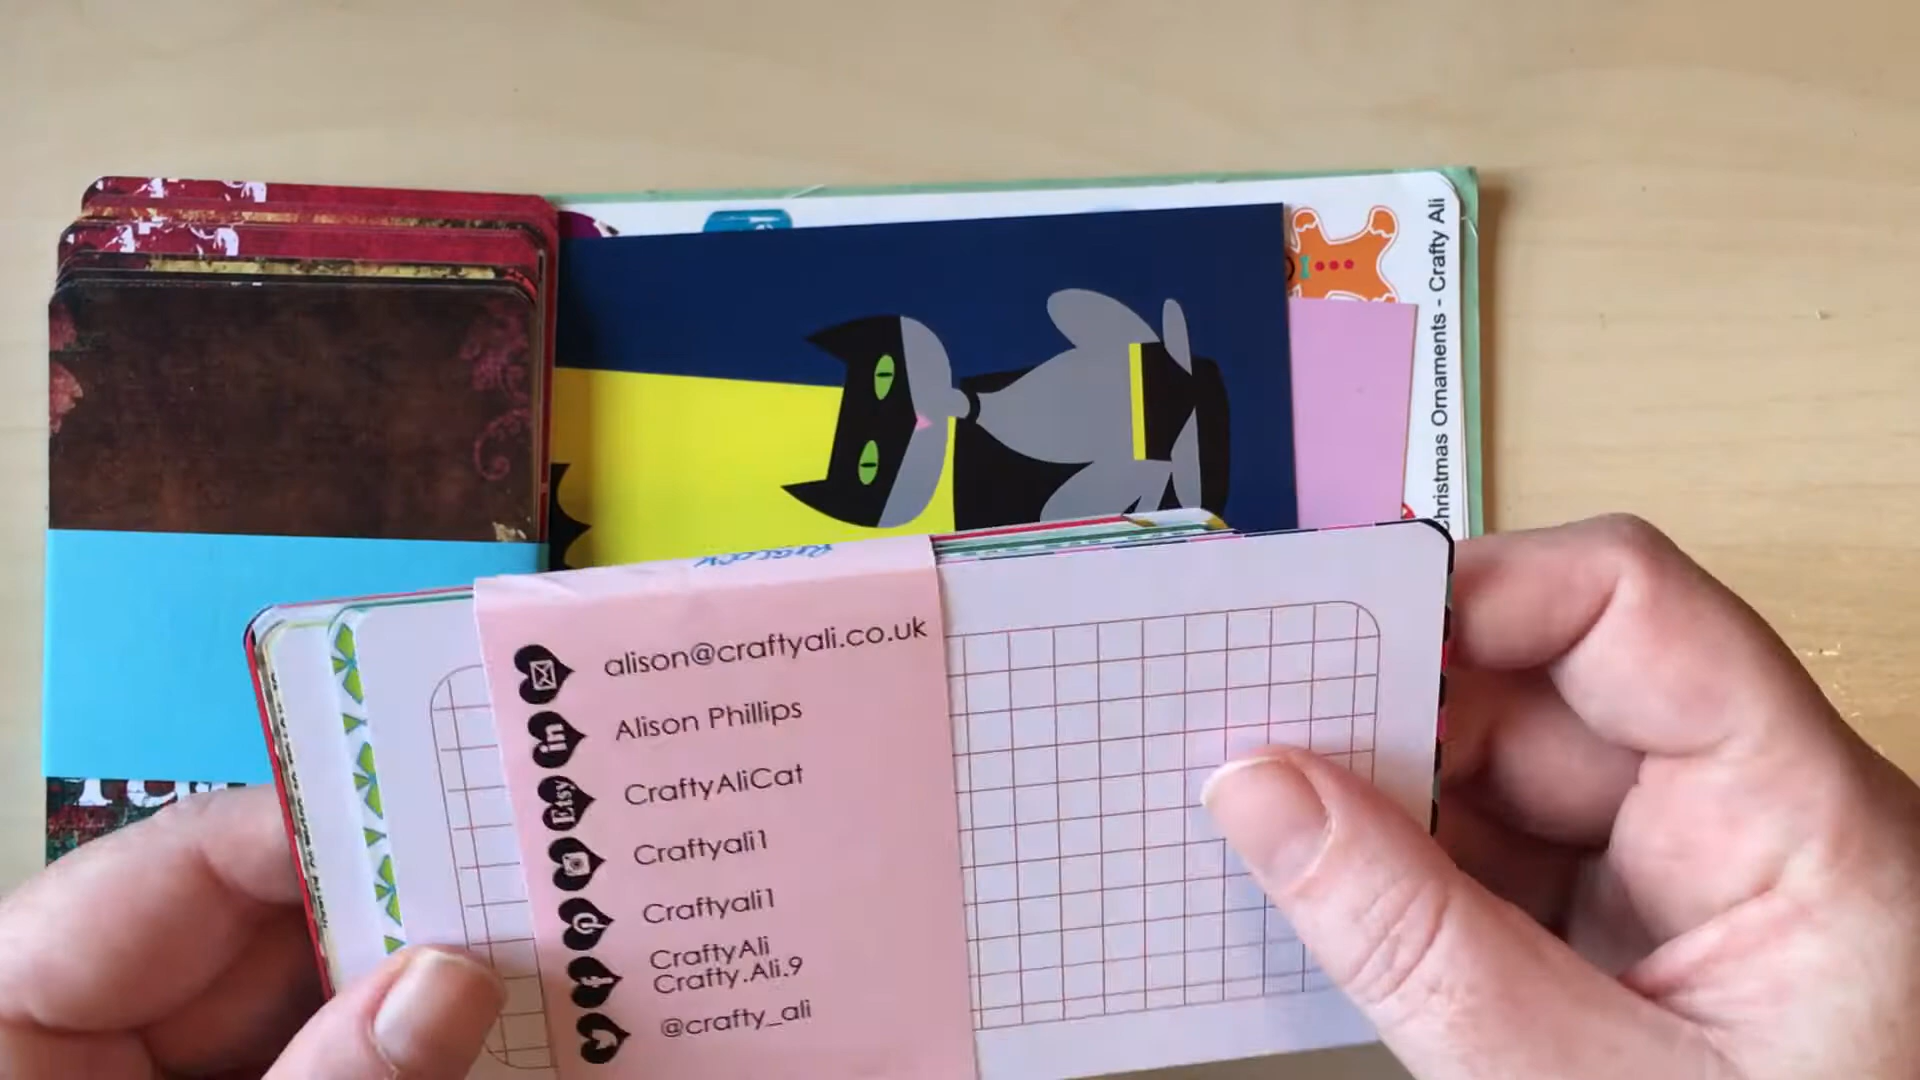 Christmas Ornaments - Crafty Ali
alison@craftyali.co.uk
in Alison Phillips
Etsy CraftyAliCat
Craftyali1
Craftyali1
f CraftyAli
Crafty.Ali.9
@crafty_ali